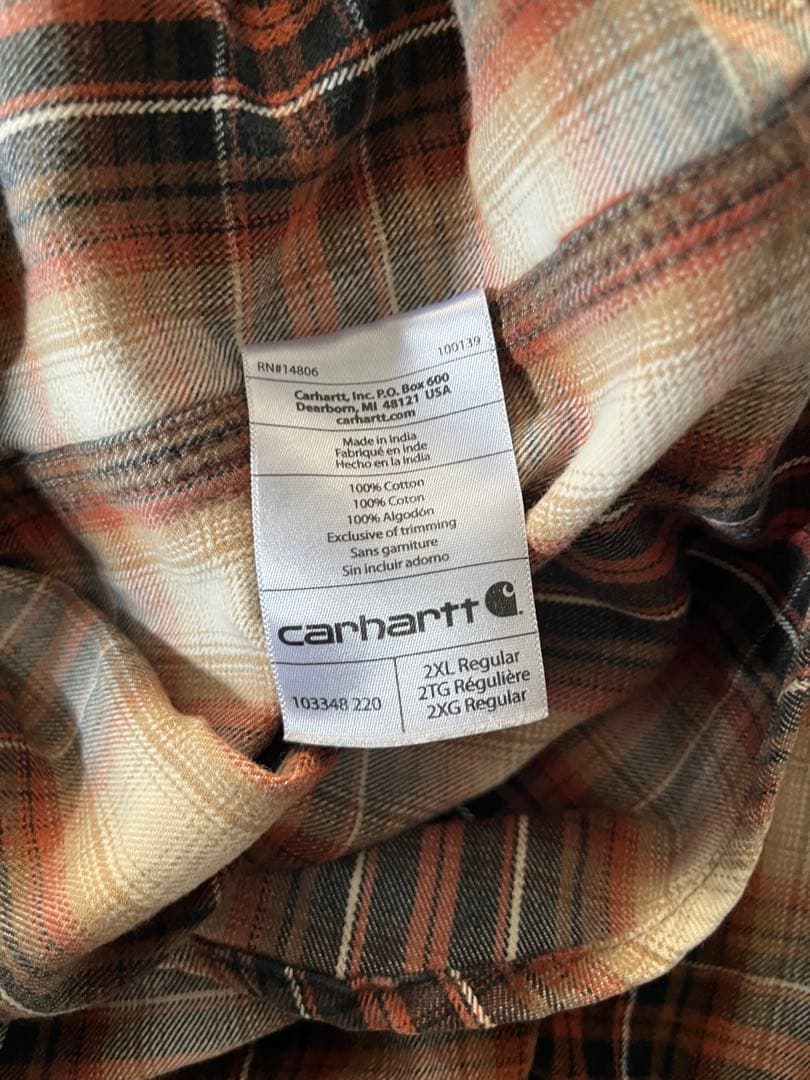 RN#14806 100139
Carhartt, Inc. P.O. Box 600
Dearborn, MI 48121 USA
carhartt.com
Made in India
Fabriqué en inde
Hecho en la India
100% Cotton
100% Coton
100% Algodón
Exclusive of trimming
Sans garniture
Sin incluir adorno
carhartt
103348 220
2XL Regular
2TG Régulière
2XG Regular